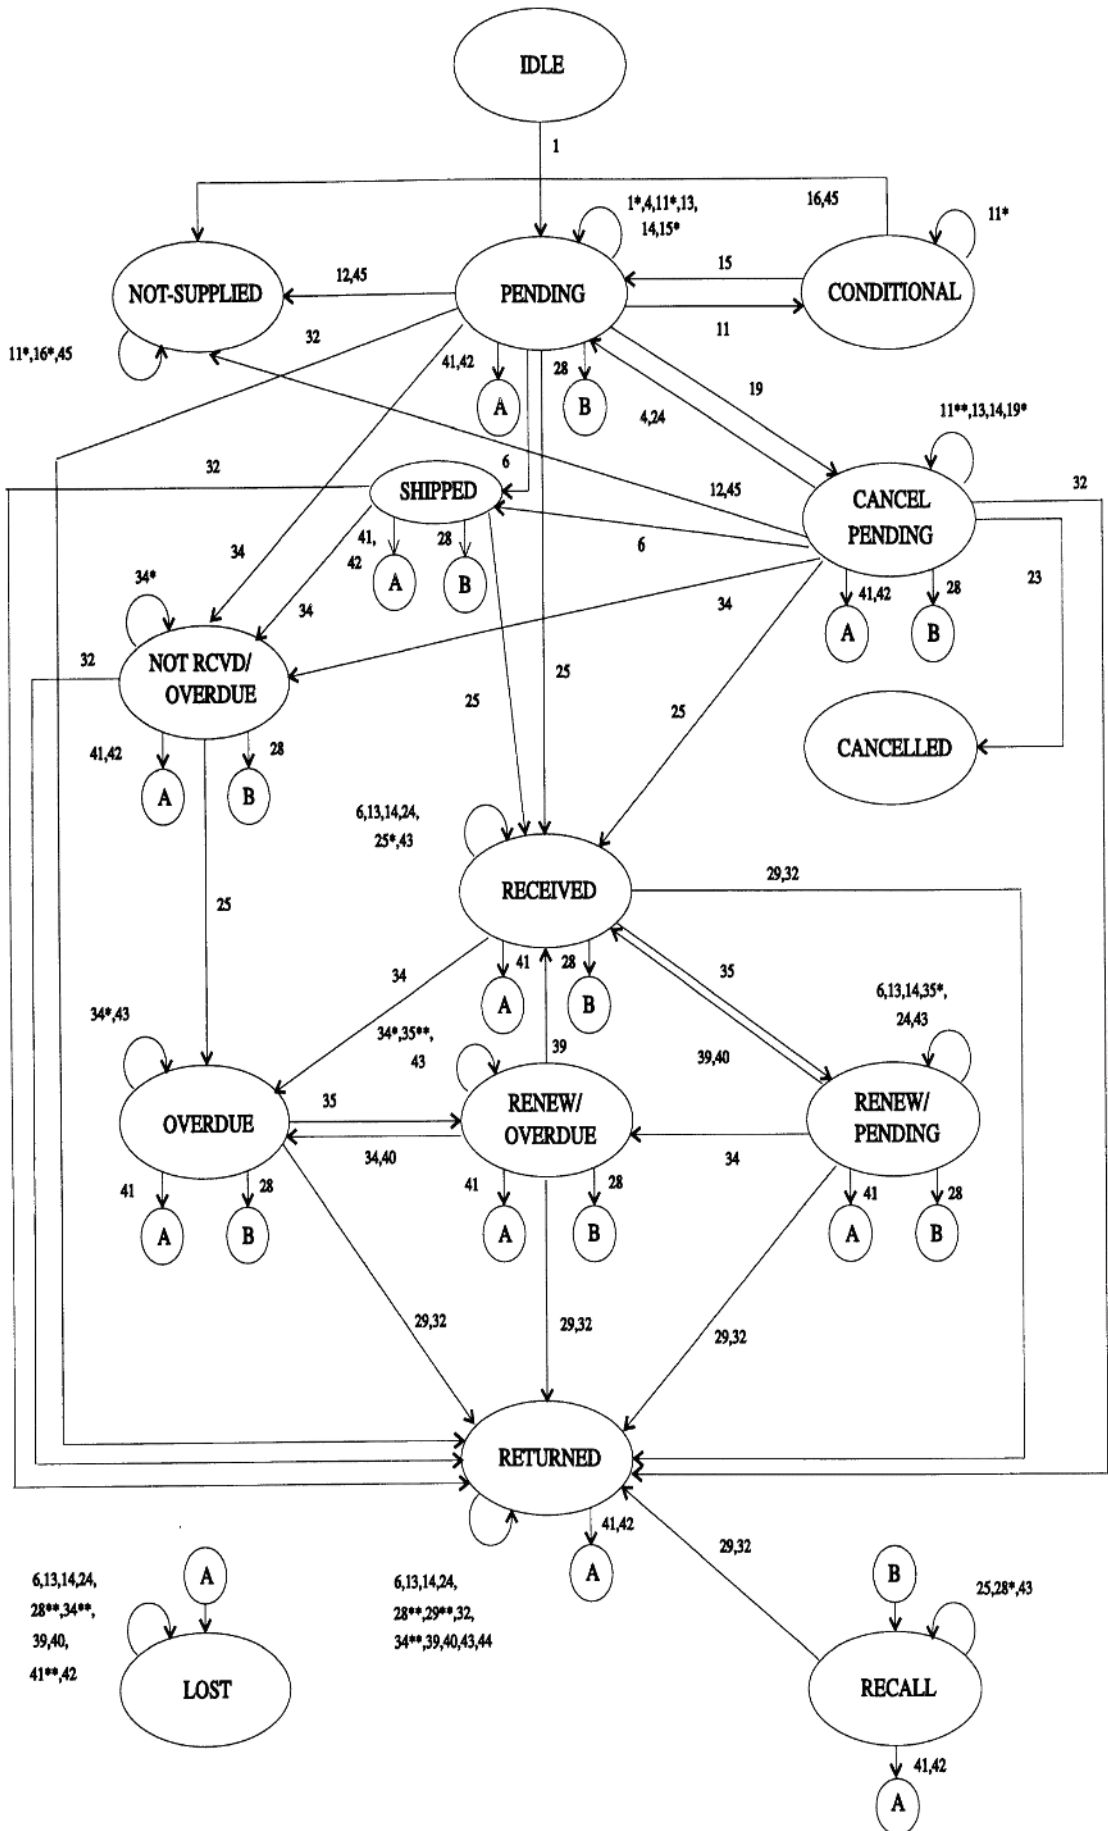 IDLE
1
16,45
1*,4,11*,13,
14,15*
11*
NOT-SUPPLIED
12,45
PENDING
15
CONDITIONAL
11
32
11*,16*,45
41,42
28
A
B
19
4,24
11**,13,14,19*
32
SHIPPED
6
12,45
CANCEL
PENDING
32
41,
42
28
A
B
6
23
34*
34
34
34
41,42
28
A
B
32
NOT RCVD/
OVERDUE
25
25
25
CANCELLED
41,42
28
A
B
6,13,14,24,
25*,43
RECEIVED
29,32
25
34
41
28
A
B
35
6,13,14,35*,
24,43
34*,43
34*,35**,
43
39
39,40
OVERDUE
35
RENEW/
OVERDUE
RENEW/
PENDING
34,40
34
41
28
A
B
41
28
A
B
41
28
A
B
29,32
29,32
29,32
RETURNED
41,42
A
29,32
6,13,14,24,
28**,34**,
39,40,
41**,42
A
LOST
6,13,14,24,
28**,29**,32,
34**,39,40,43,44
B
25,28*,43
RECALL
41,42
A